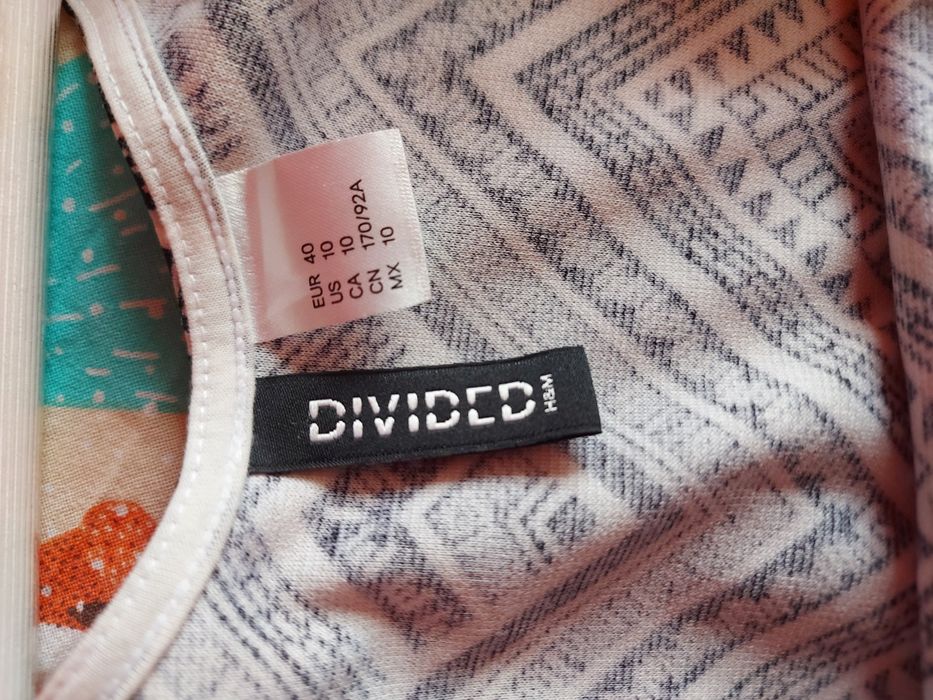 EUR 40
US 10
CA 10
CN 170/92A
MX 10
DIVIDED
H&M